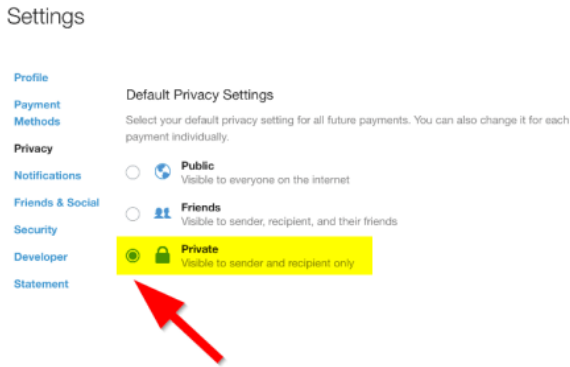 Settings
Profile
Payment
Methods
Privacy
Notifications
Friends & Social
Security
Developer
Statement
Default Privacy Settings
Select your default privacy setting for all future payments. You can also change it for each
payment individually.
Public
Visible to everyone on the internet
Friends
Visible to sender, recipient, and their friends
Private
Visible to sender and recipient only